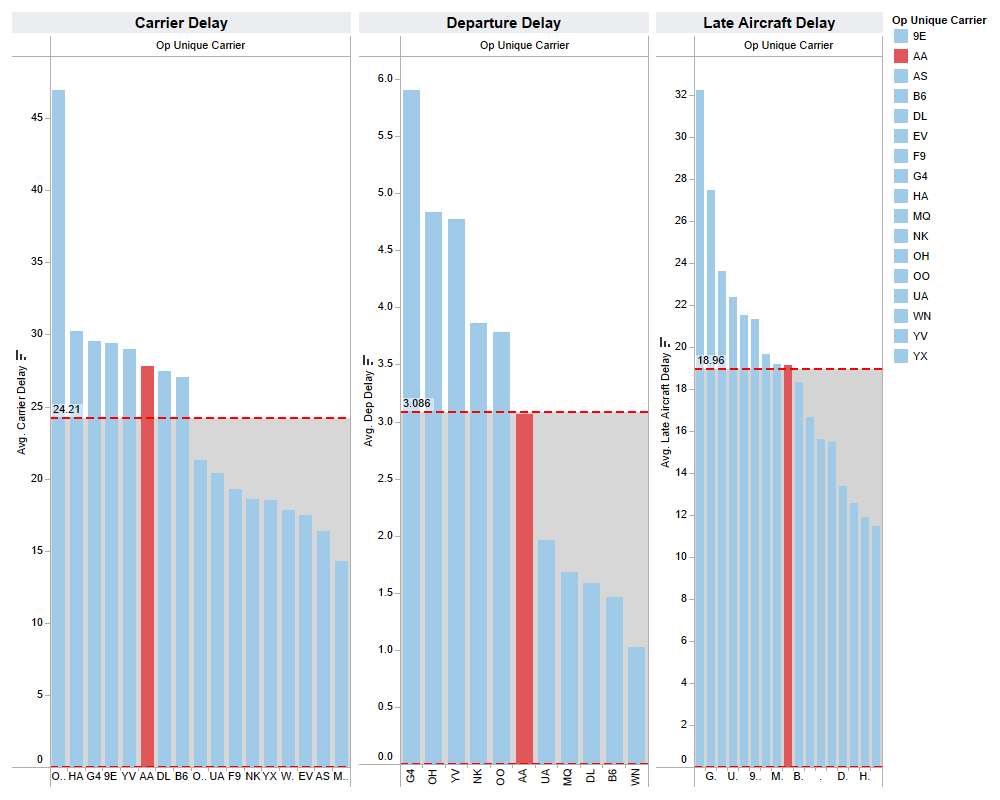 Carrier Delay
Op Unique Carrier
Avg. Carrier Delay
45
40
35
30
25
20
15
10
5
0
24.21
O.. HA G4 9E YV AA DL B6 O.. UA F9 NK YX W. EV AS M..
Departure Delay
Op Unique Carrier
Avg. Dep Delay
6.0
5.5
5.0
4.5
4.0
3.5
3.0
2.5
2.0
1.5
1.0
0.5
0.0
3.086
G4 OH YV NK OO AA UA MQ DL B6 WN
Late Aircraft Delay
Op Unique Carrier
Avg. Late Aircraft Delay
32
30
28
26
24
22
20
18
16
14
12
10
8
6
4
2
0
18.96
G. U. 9.. M. B. . D. H.
Op Unique Carrier
9E
AA
AS
B6
DL
EV
F9
G4
HA
MQ
NK
OH
OO
UA
WN
YV
YX